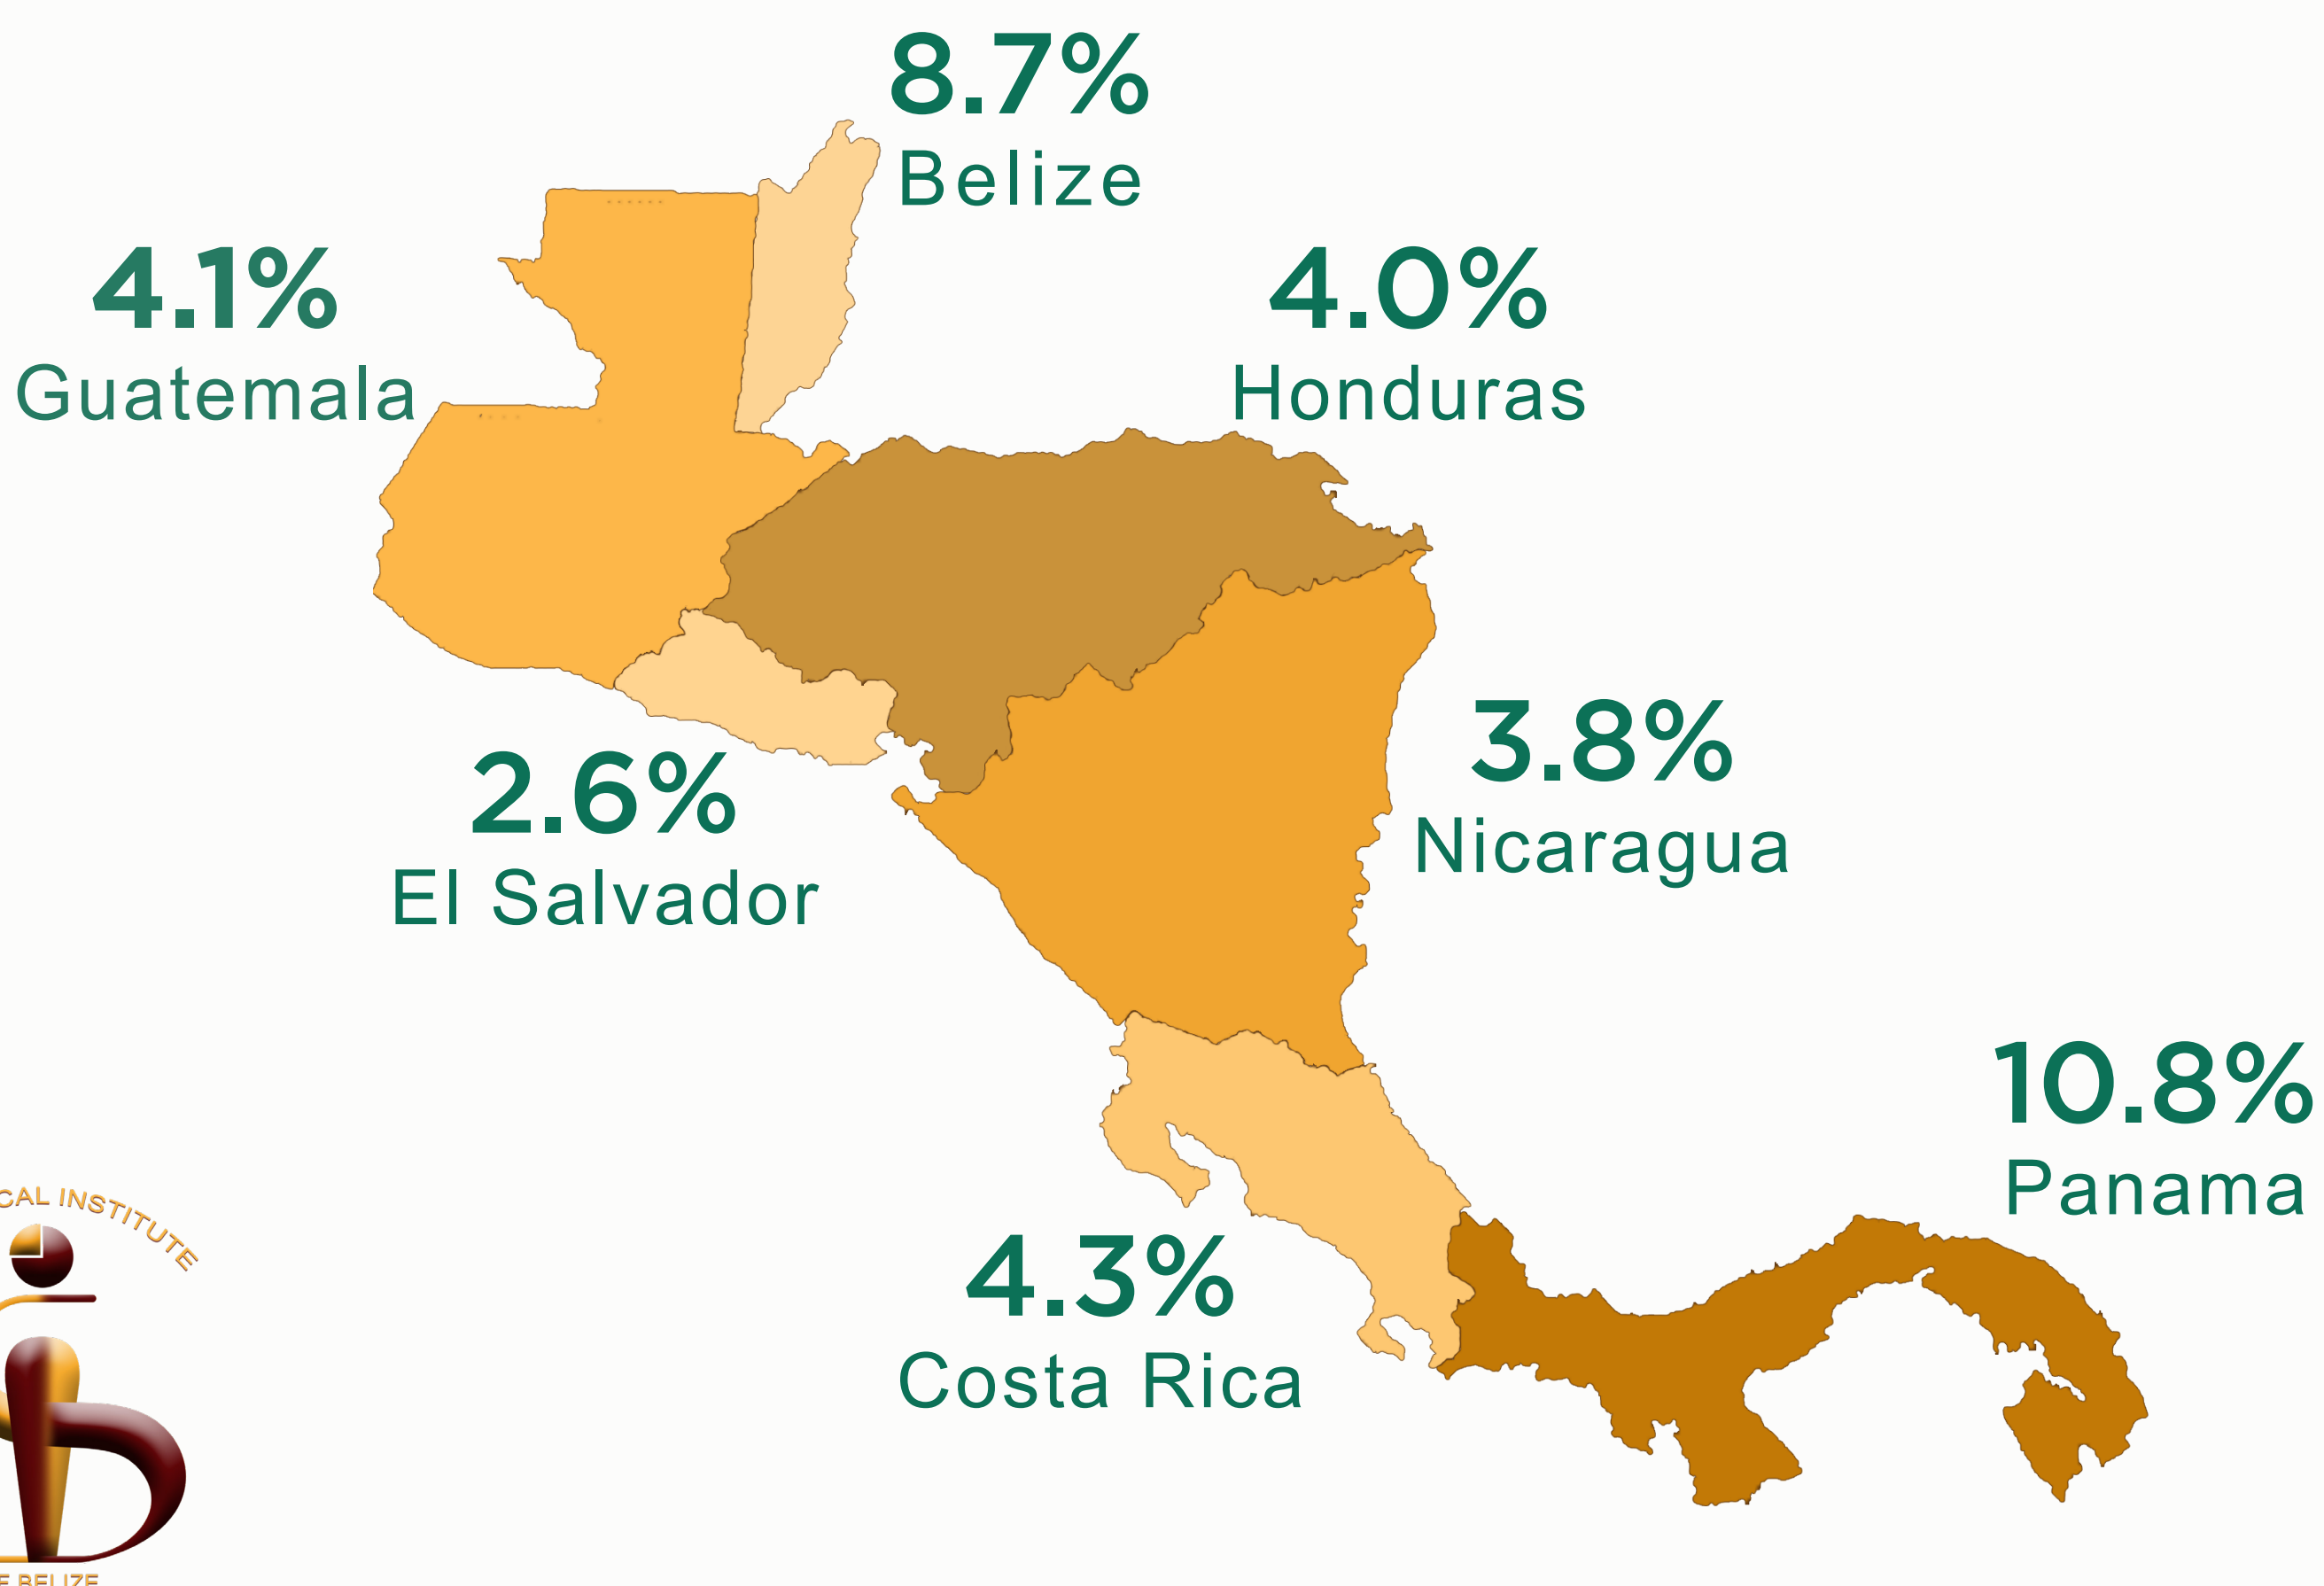 8.7%
Belize
4.1%
Guatemala
4.0%
Honduras
3.8%
Nicaragua
2.6%
El Salvador
10.8%
Panama
4.3%
Costa Rica
CAL INSTITUTE
E BELIZE